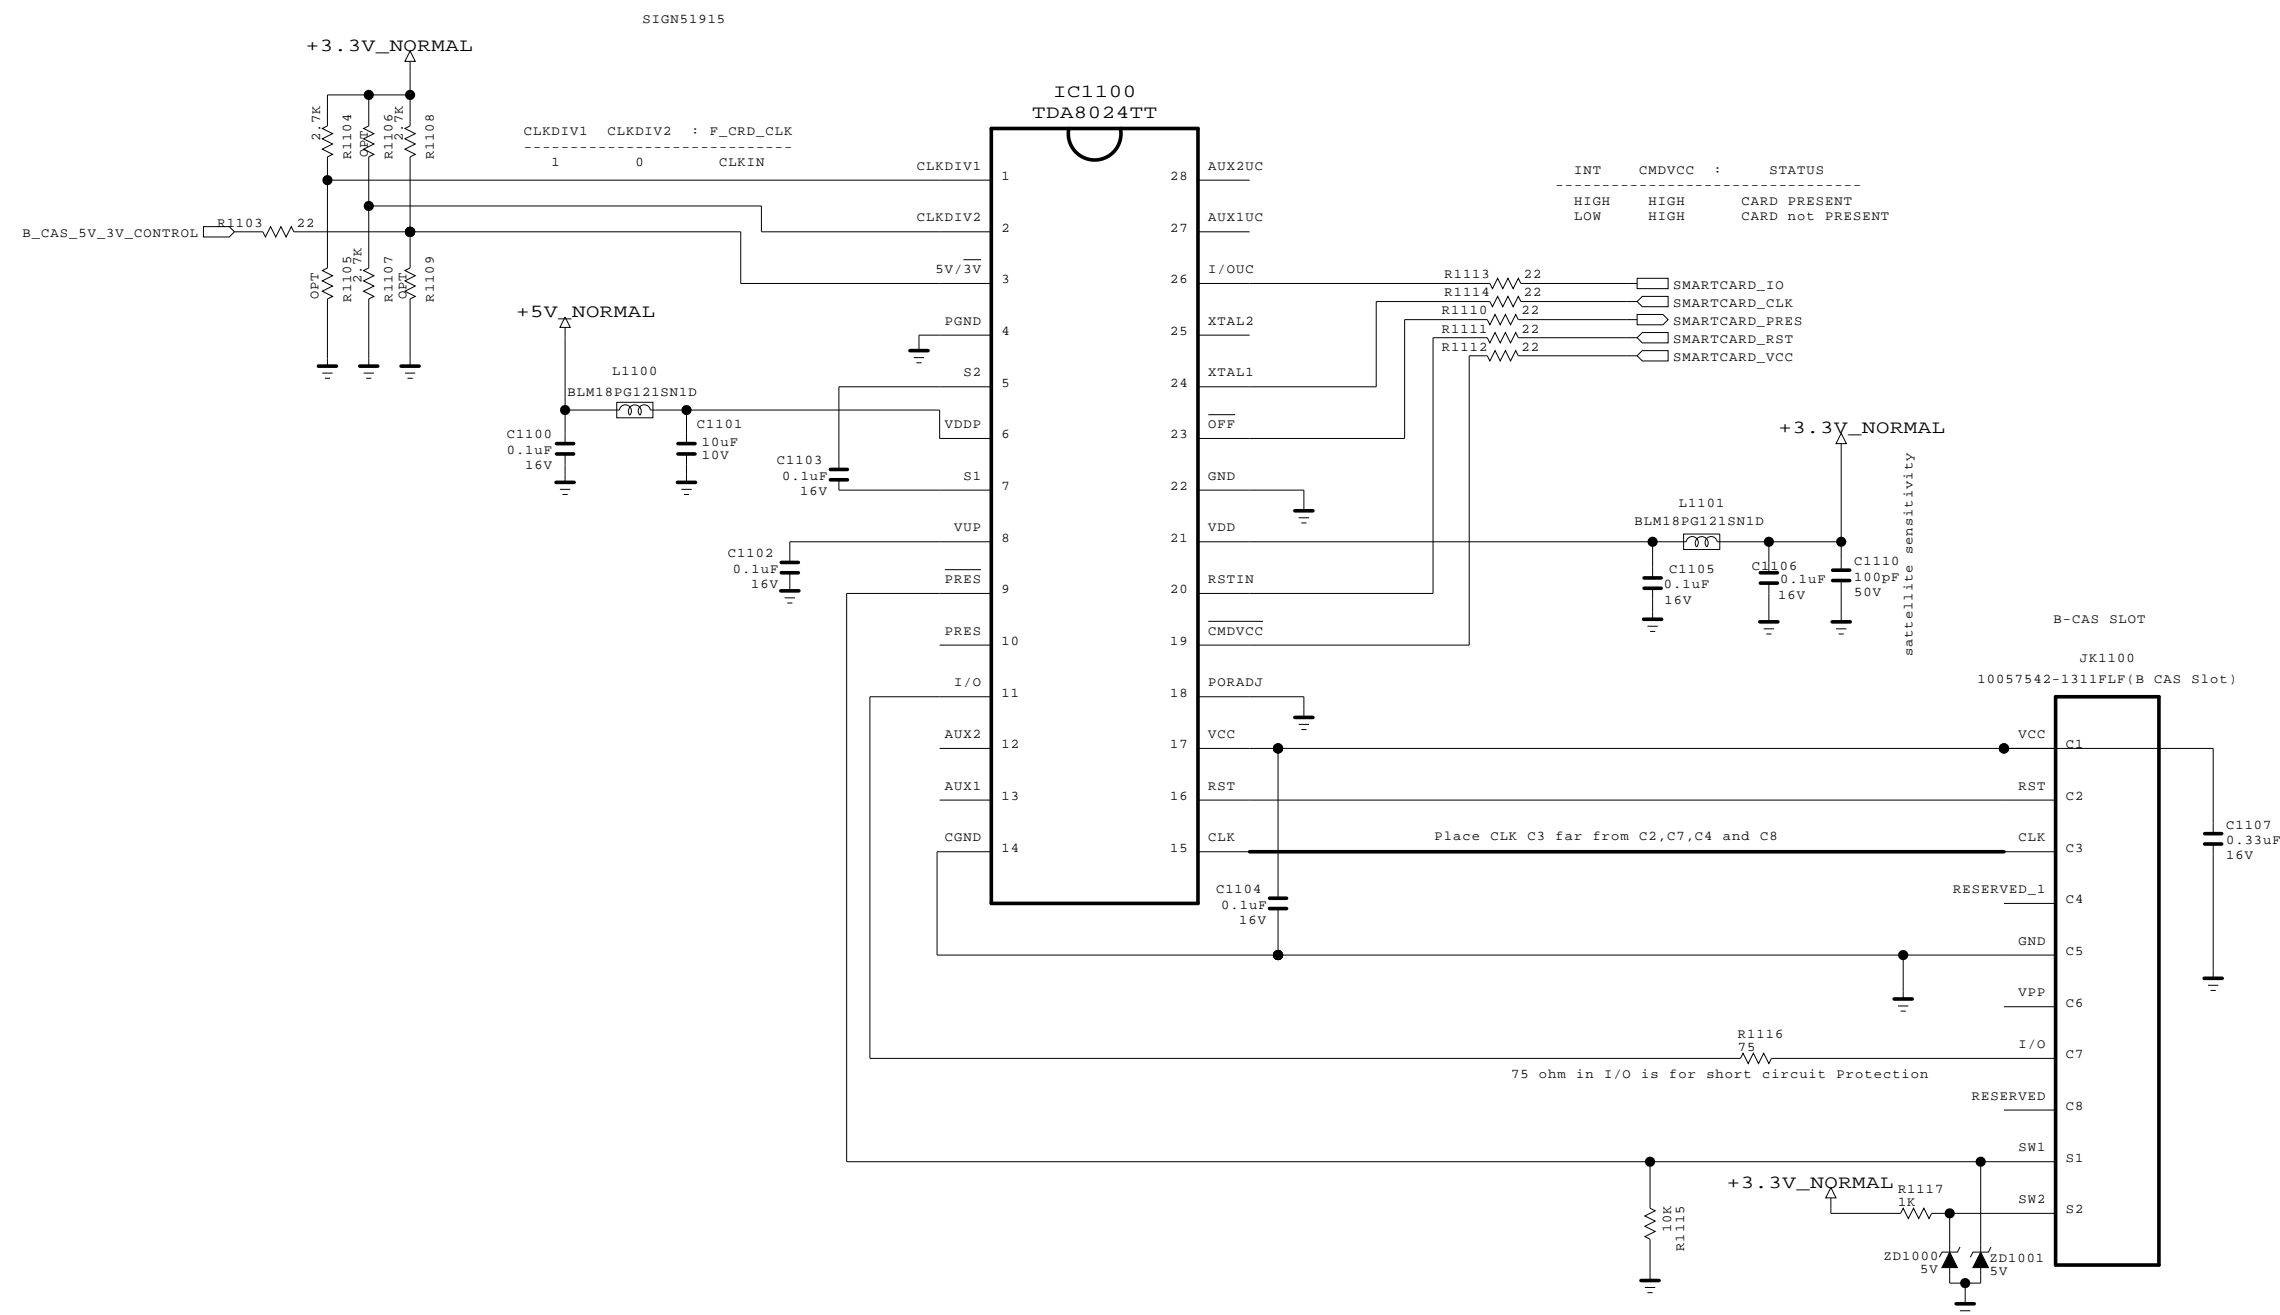 SIGN51915
+3.3V_NORMAL
2.7K
R1104
OPT
R1106
2.7K
R1108
CLKDIV1 CLKDIV2 : F_CRD_CLK
-----------------------------
1 0 CLKIN
B_CAS_5V_3V_CONTROL
R1103 22
OPT
R1105
2.7K
R1107
OPT
R1109
+5V_NORMAL
L1100
BLM18PG121SN1D
C1100
0.1uF
16V
C1101
10uF
10V
C1103
0.1uF
16V
C1102
0.1uF
16V
IC1100
TDA8024TT
CLKDIV1 1
CLKDIV2 2
5V/3V 3
PGND 4
S2 5
VDDP 6
S1 7
VUP 8
PRES 9
PRES 10
I/O 11
AUX2 12
AUX1 13
CGND 14
28 AUX2UC
27 AUX1UC
26 I/OUC
25 XTAL2
24 XTAL1
23 OFF
22 GND
21 VDD
20 RSTIN
19 CMDVCC
18 PORADJ
17 VCC
16 RST
15 CLK
INT CMDVCC : STATUS
---------------------------------
HIGH HIGH CARD PRESENT
LOW HIGH CARD not PRESENT
R1113 22 SMARTCARD_IO
R1114 22 SMARTCARD_CLK
R1110 22 SMARTCARD_PRES
R1111 22 SMARTCARD_RST
R1112 22 SMARTCARD_VCC
+3.3V_NORMAL
L1101
BLM18PG121SN1D
C1105
0.1uF
16V
C1106
0.1uF
16V
C1110
100pF
50V
sattellite sensitivity
B-CAS SLOT
JK1100
10057542-1311FLF(B CAS Slot)
VCC C1
RST C2
CLK C3
RESERVED_1 C4
GND C5
VPP C6
I/O C7
RESERVED C8
SW1 S1
SW2 S2
Place CLK C3 far from C2,C7,C4 and C8
C1104
0.1uF
16V
C1107
0.33uF
16V
R1116
75
75 ohm in I/O is for short circuit Protection
+3.3V_NORMAL
R1117
1K
10K
R1115
ZD1000
5V
ZD1001
5V